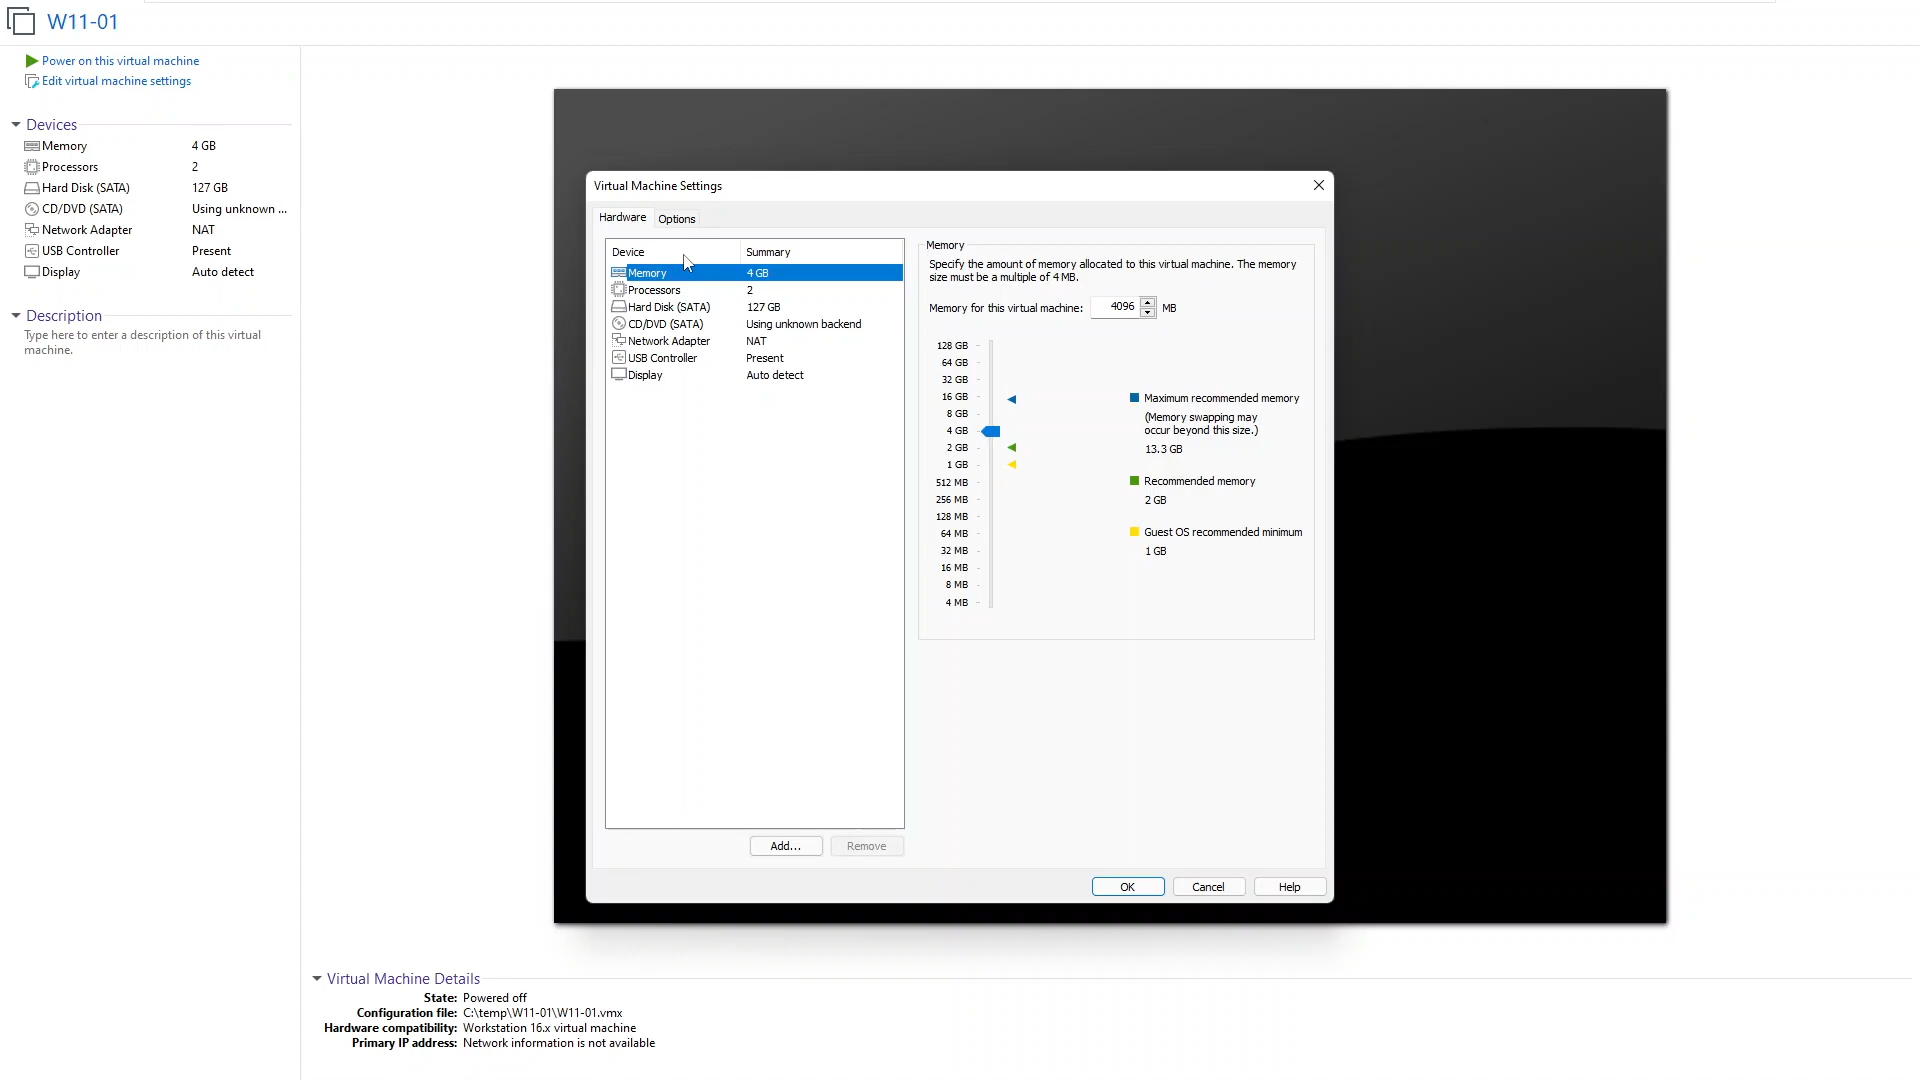 W11-01
Power on this virtual machine
Edit virtual machine settings
Devices
Memory 4 GB
Processors 2
Hard Disk (SATA) 127 GB
CD/DVD (SATA) Using unknown ...
Network Adapter NAT
USB Controller Present
Display Auto detect
Description
Type here to enter a description of this virtual
machine.
Virtual Machine Settings
Hardware Options
Device Summary
Memory 4 GB
Processors 2
Hard Disk (SATA) 127 GB
CD/DVD (SATA) Using unknown backend
Network Adapter NAT
USB Controller Present
Display Auto detect
Add... Remove
Memory
Specify the amount of memory allocated to this virtual machine. The memory
size must be a multiple of 4 MB.
Memory for this virtual machine: 4096 MB
128 GB
64 GB
32 GB
16 GB
8 GB
4 GB
2 GB
1 GB
512 MB
256 MB
128 MB
64 MB
32 MB
16 MB
8 MB
4 MB
Maximum recommended memory
(Memory swapping may
occur beyond this size.)
13.3 GB
Recommended memory
2 GB
Guest OS recommended minimum
1 GB
OK Cancel Help
Virtual Machine Details
State: Powered off
Configuration file: C:\temp\W11-01\W11-01.vmx
Hardware compatibility: Workstation 16.x virtual machine
Primary IP address: Network information is not available